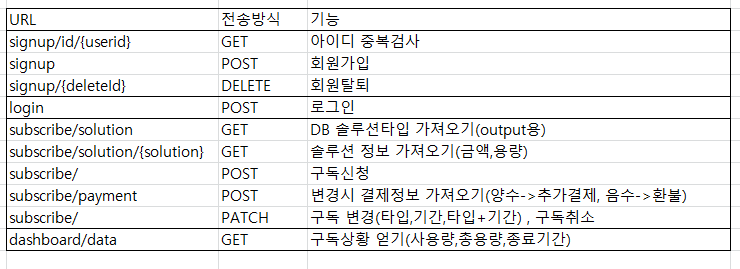 URL 전송방식 기능
signup/id/{userid} GET 아이디 중복검사
signup POST 회원가입
signup/{deleteId} DELETE 회원탈퇴
login POST 로그인
subscribe/solution GET DB 솔루션타입 가져오기(output용)
subscribe/solution/{solution} GET 솔루션 정보 가져오기(금액,용량)
subscribe/ POST 구독신청
subscribe/payment POST 변경시 결제정보 가져오기(양수->추가결제, 음수->환불)
subscribe/ PATCH 구독 변경(타입,기간,타입+기간) , 구독취소
dashboard/data GET 구독상황 얻기(사용량,총용량,종료기간)